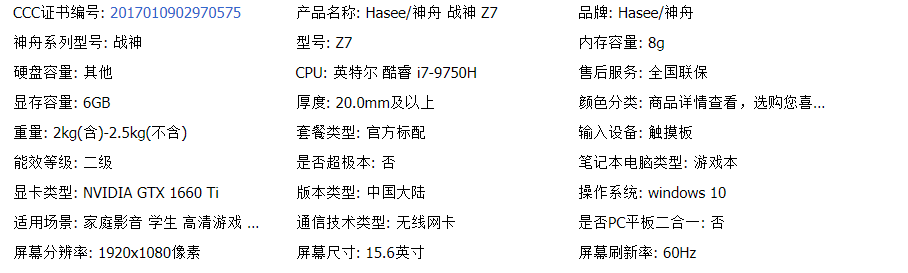 CCC证书编号: 2017010902970575 产品名称: Hasee/神舟 战神 Z7 品牌: Hasee/神舟
神舟系列型号: 战神 型号: Z7 内存容量: 8g
硬盘容量: 其他 CPU: 英特尔 酷睿 i7-9750H 售后服务: 全国联保
显存容量: 6GB 厚度: 20.0mm及以上 颜色分类: 商品详情查看，选购您喜...
重量: 2kg(含)-2.5kg(不含) 套餐类型: 官方标配 输入设备: 触摸板
能效等级: 二级 是否超极本: 否 笔记本电脑类型: 游戏本
显卡类型: NVIDIA GTX 1660 Ti 版本类型: 中国大陆 操作系统: windows 10
适用场景: 家庭影音 学生 高清游戏 ... 通信技术类型: 无线网卡 是否PC平板二合一: 否
屏幕分辨率: 1920x1080像素 屏幕尺寸: 15.6英寸 屏幕刷新率: 60Hz